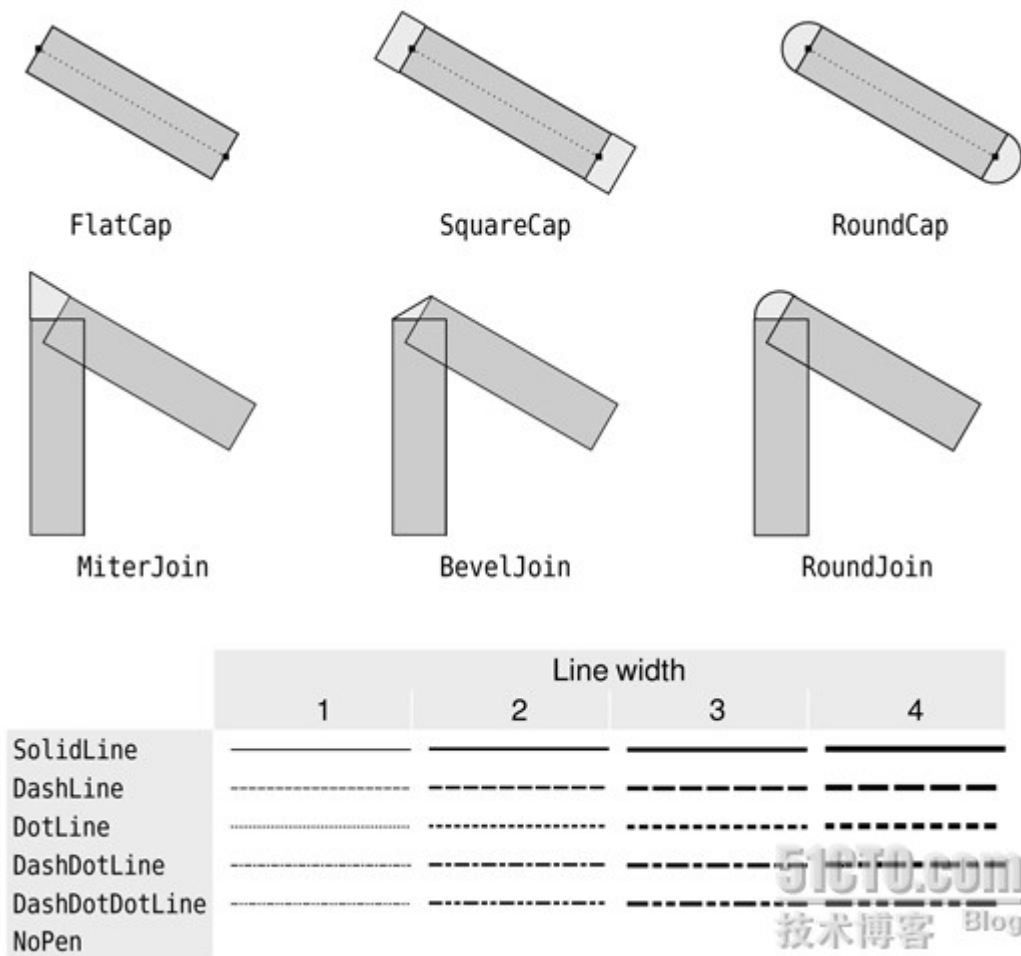 FlatCap SquareCap RoundCap
MiterJoin BevelJoin RoundJoin
Line width
1 2 3 4
SolidLine
DashLine
DotLine
DashDotLine
DashDotDotLine
NoPen
51CTO.com
技术博客 Blog